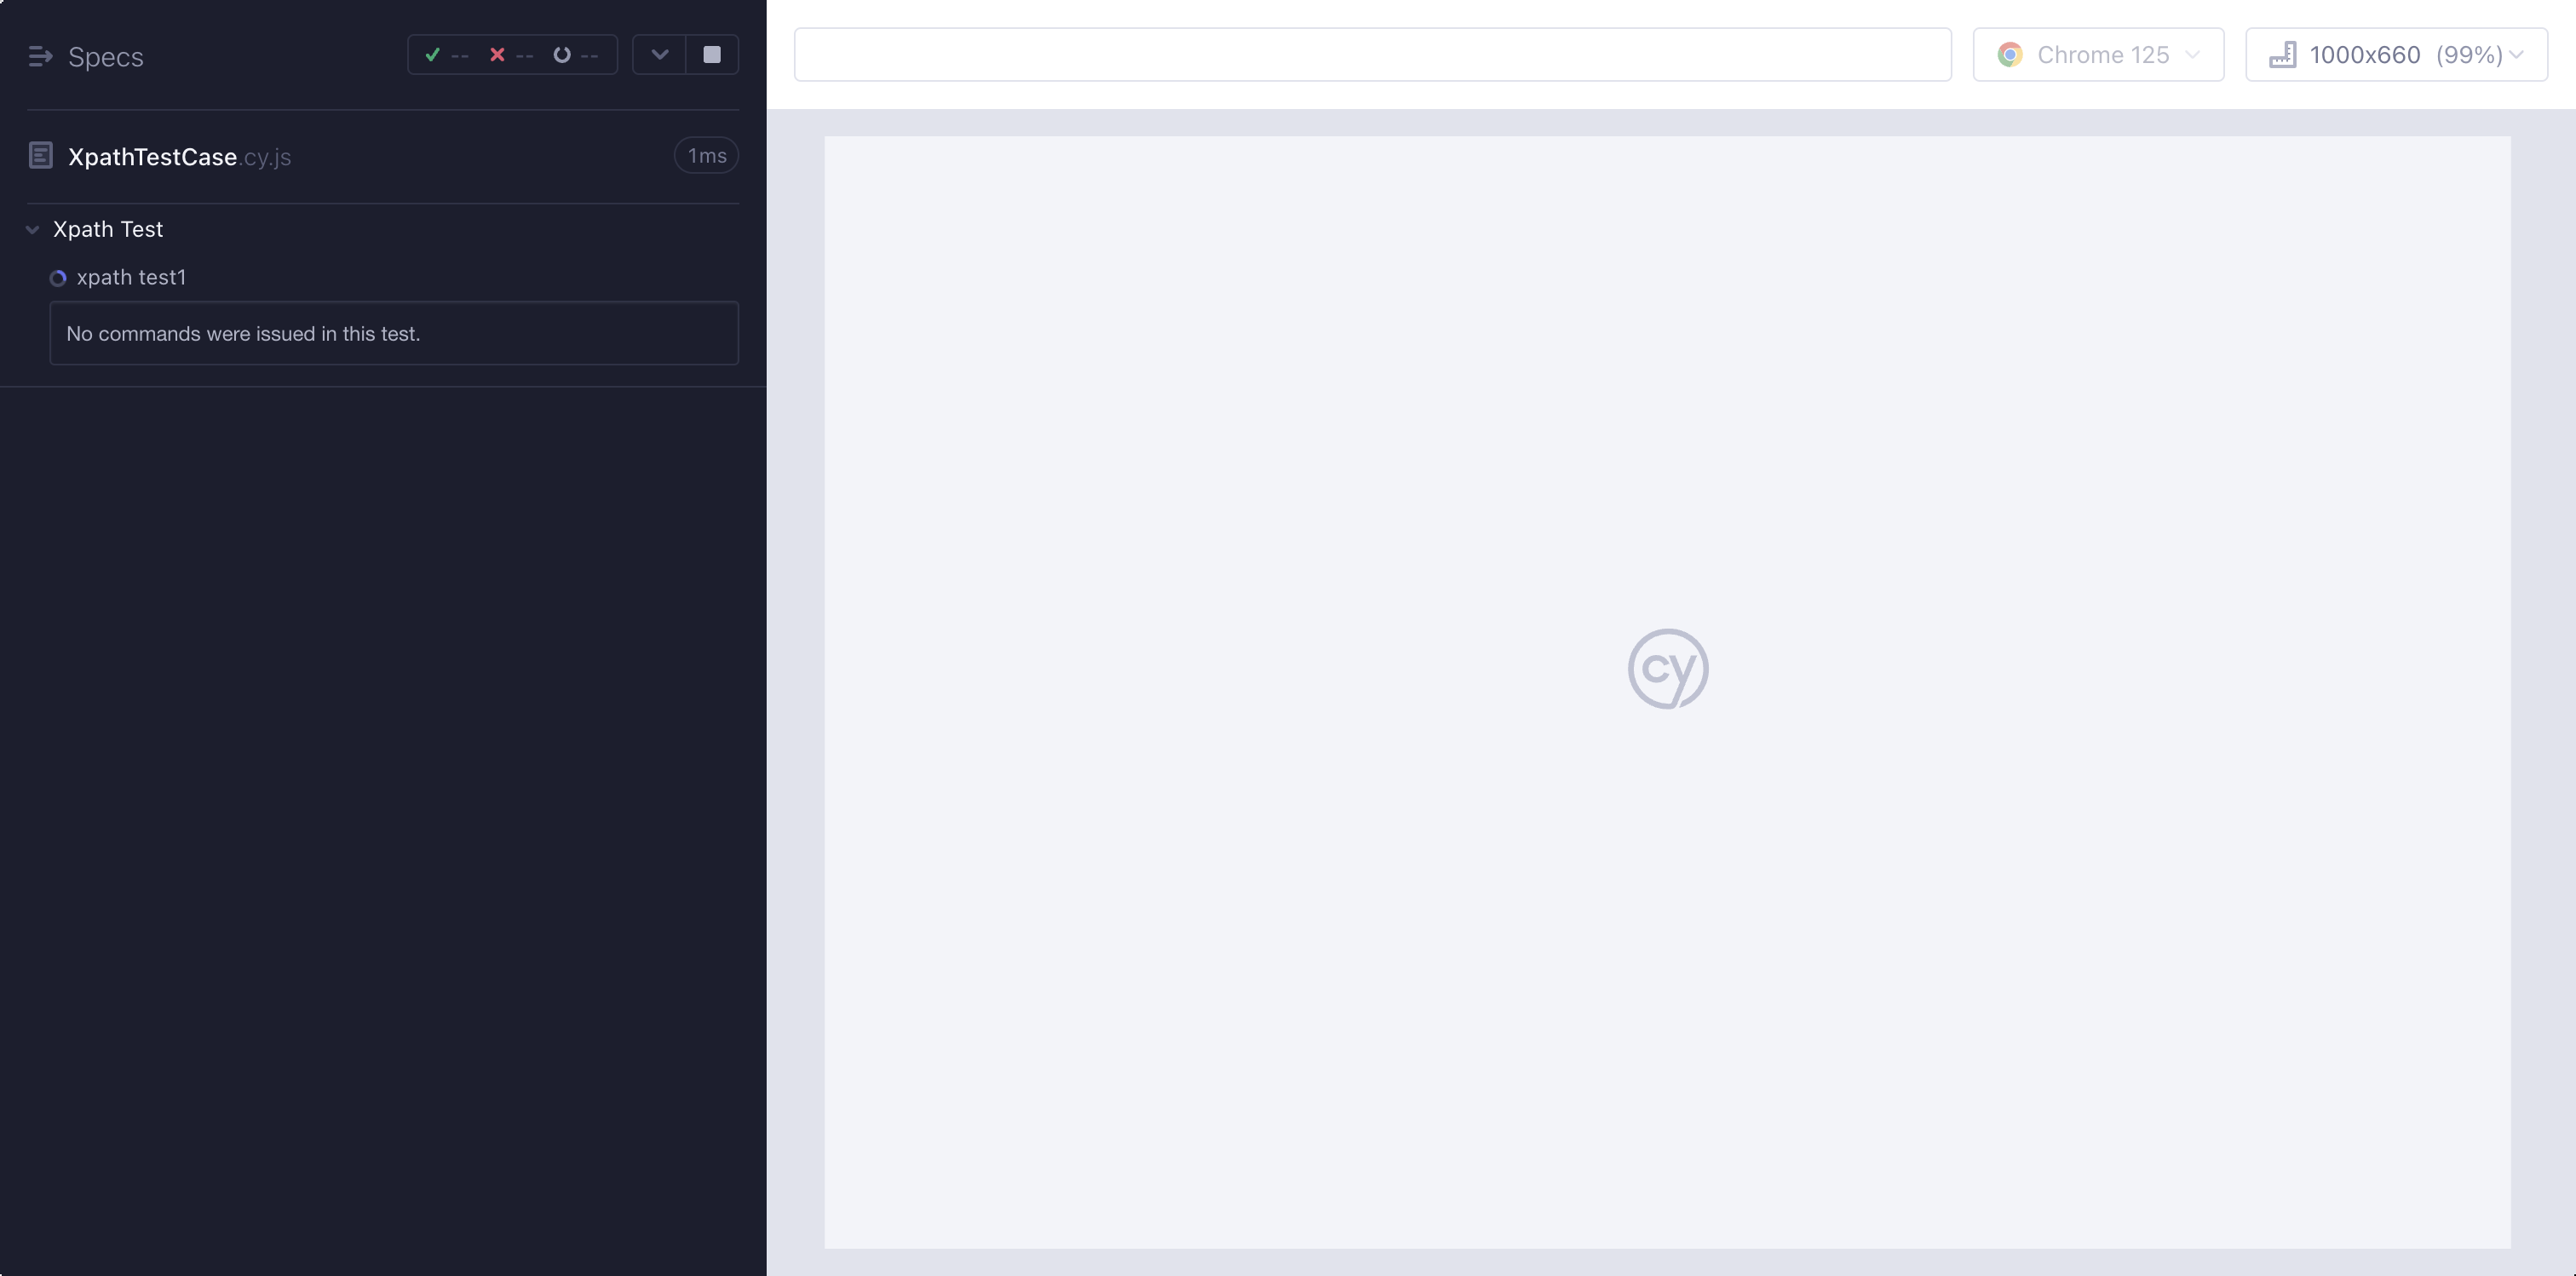 Specs -- -- --
XpathTestCase.cy.js 1ms
Xpath Test
xpath test1
No commands were issued in this test.
Chrome 125 1000x660 (99%)
cy